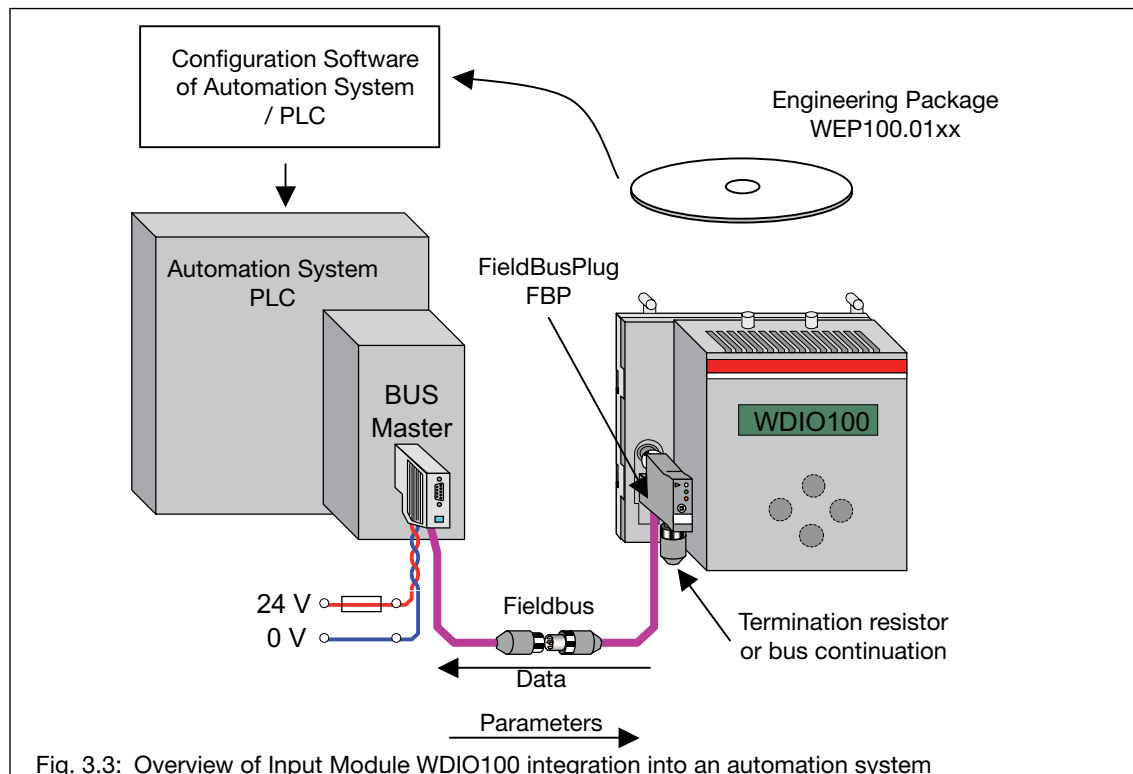 Configuration Software
of Automation System
/ PLC
Engineering Package
WEP100.01xx
Automation System
PLC
FieldBusPlug
FBP
BUS
Master
WDIO100
24 V
0 V
Fieldbus
Termination resistor
or bus continuation
Data
Parameters
Fig. 3.3: Overview of Input Module WDIO100 integration into an automation system